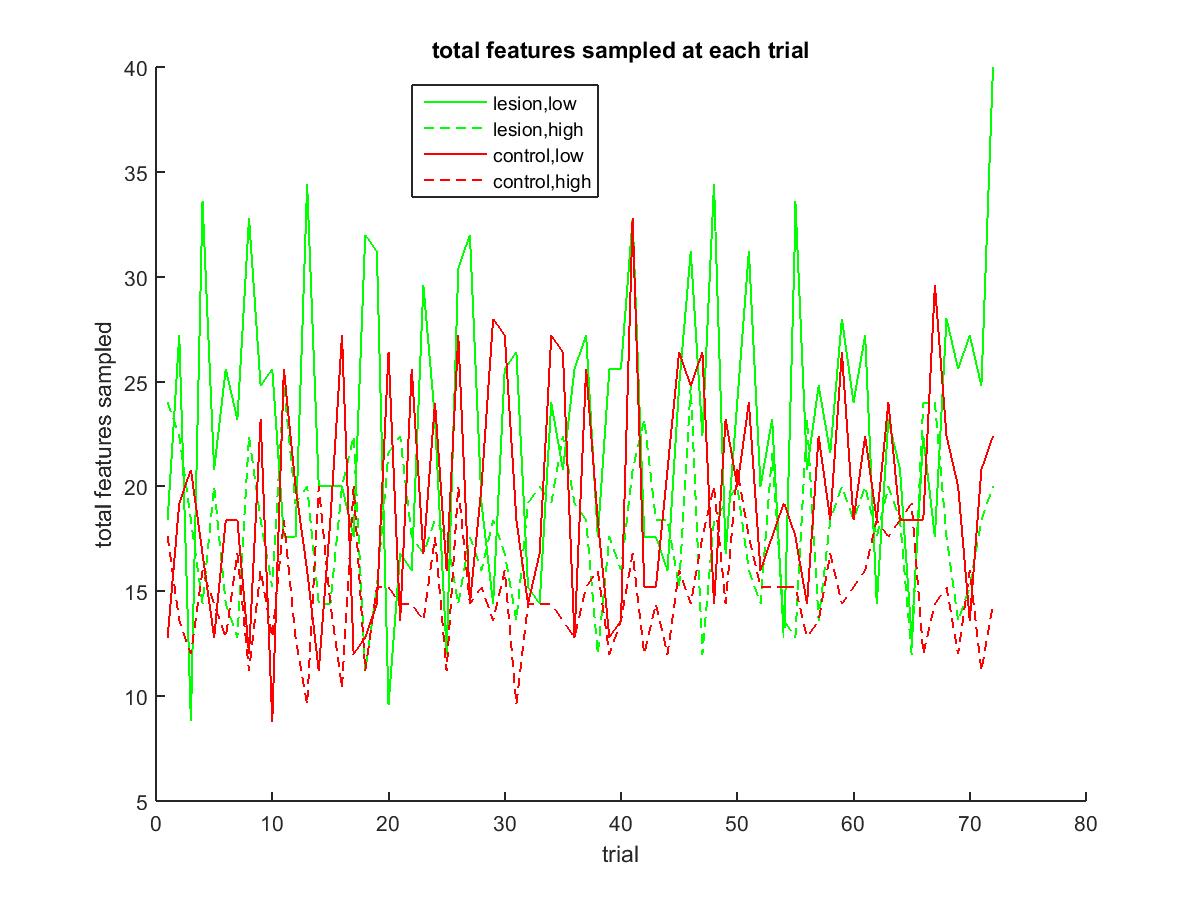 total features sampled at each trial
lesion,low
lesion,high
control,low
control,high
40
35
30
25
20
15
10
5
total features sampled
0 10 20 30 40 50 60 70 80
trial